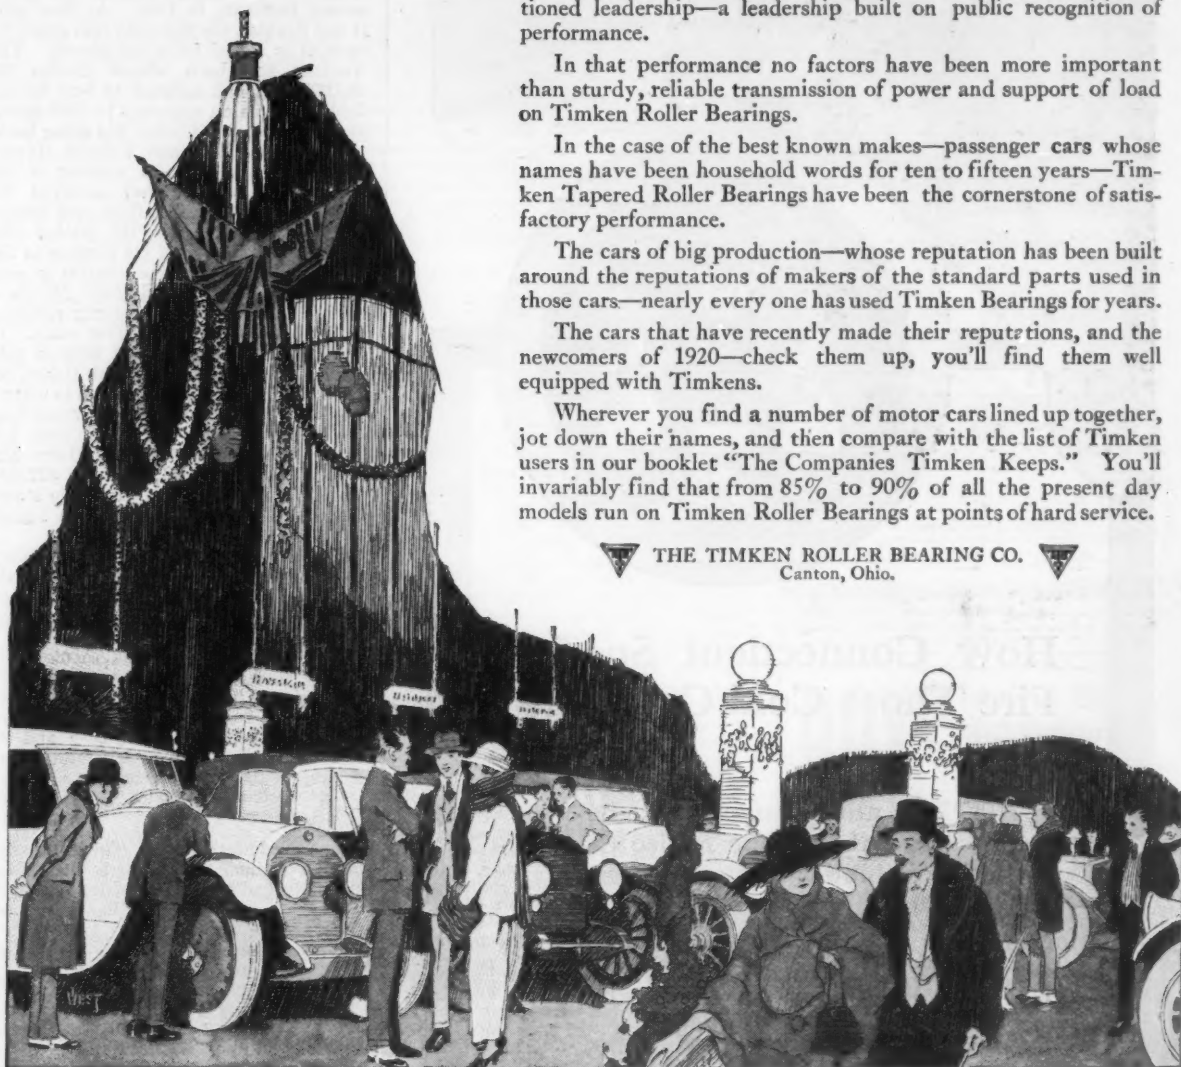 tioned leadership—a leadership built on public recognition of
performance.
In that performance no factors have been more important
than sturdy, reliable transmission of power and support of load
on Timken Roller Bearings.
In the case of the best known makes—passenger cars whose
names have been household words for ten to fifteen years—Tim-
ken Tapered Roller Bearings have been the cornerstone of satis-
factory performance.
The cars of big production—whose reputation has been built
around the reputations of makers of the standard parts used in
those cars—nearly every one has used Timken Bearings for years.
The cars that have recently made their reputations, and the
newcomers of 1920—check them up, you'll find them well
equipped with Timkens.
Wherever you find a number of motor cars lined up together,
jot down their names, and then compare with the list of Timken
users in our booklet “The Companies Timken Keeps.” You'll
invariably find that from 85% to 90% of all the present day
models run on Timken Roller Bearings at points of hard service.
THE TIMKEN ROLLER BEARING CO.
Canton, Ohio.
WEST